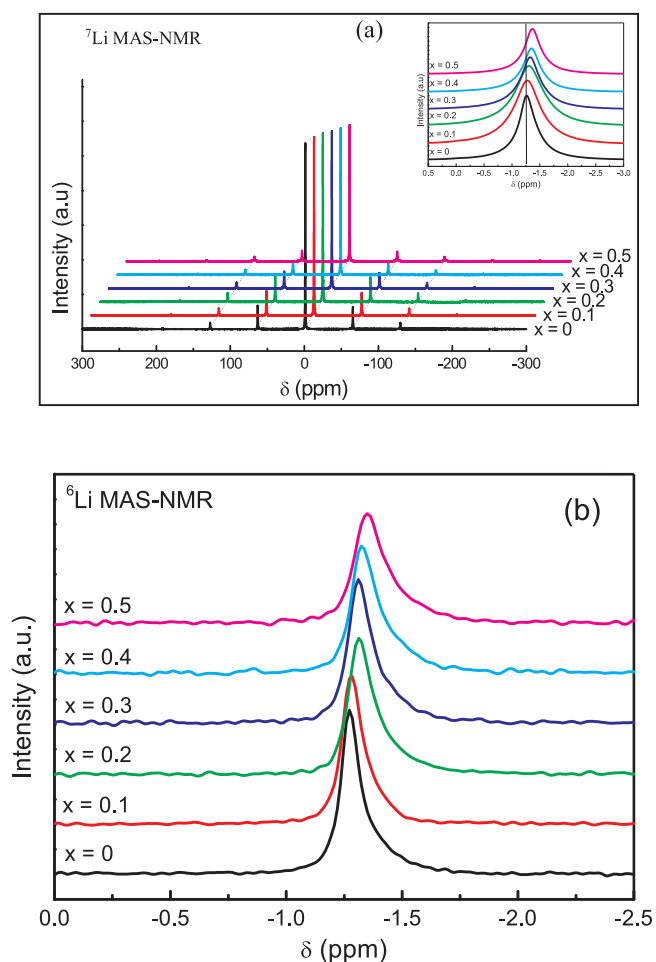 ⁷Li MAS-NMR
(a)
Intensity (a.u)
x = 0.5
x = 0.4
x = 0.3
x = 0.2
x = 0.1
x = 0
300 200 100 0 -100 -200 -300
δ (ppm)
Intensity (a.u)
x = 0.5
x = 0.4
x = 0.3
x = 0.2
x = 0.1
x = 0
0.5 0.0 -0.5 -1.0 -1.5 -2.0 -2.5 -3.0
δ (ppm)
⁶Li MAS-NMR
(b)
Intensity (a.u.)
x = 0.5
x = 0.4
x = 0.3
x = 0.2
x = 0.1
x = 0
0.0 -0.5 -1.0 -1.5 -2.0 -2.5
δ (ppm)